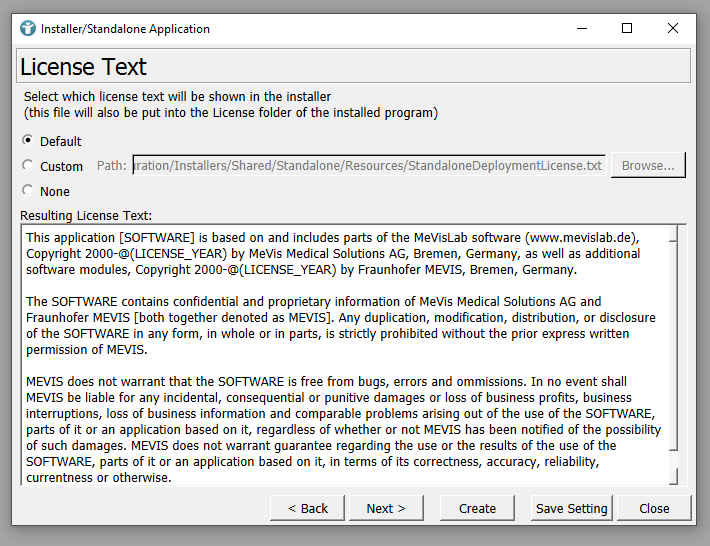 Installer/Standalone Application
License Text
Select which license text will be shown in the installer
(this file will also be put into the License folder of the installed program)
Default
Custom Path: uration/Installers/Shared/Standalone/Resources/StandaloneDeploymentLicense.txt Browse...
None
Resulting License Text:
This application [SOFTWARE] is based on and includes parts of the MeVisLab software (www.mevislab.de),
Copyright 2000-@(LICENSE_YEAR) by MeVis Medical Solutions AG, Bremen, Germany, as well as additional
software modules, Copyright 2000-@(LICENSE_YEAR) by Fraunhofer MEVIS, Bremen, Germany.
The SOFTWARE contains confidential and proprietary information of MeVis Medical Solutions AG and
Fraunhofer MEVIS [both together denoted as MEVIS]. Any duplication, modification, distribution, or disclosure
of the SOFTWARE in any form, in whole or in parts, is strictly prohibited without the prior express written
permission of MEVIS.
MEVIS does not warrant that the SOFTWARE is free from bugs, errors and ommissions. In no event shall
MEVIS be liable for any incidental, consequential or punitive damages or loss of business profits, business
interruptions, loss of business information and comparable problems arising out of the use of the SOFTWARE,
parts of it or an application based on it, regardless of whether or not MEVIS has been notified of the possibility
of such damages. MEVIS does not warrant guarantee regarding the use or the results of the use of the
SOFTWARE, parts of it or an application based on it, in terms of its correctness, accuracy, reliability,
currentness or otherwise.
< Back Next > Create Save Setting Close